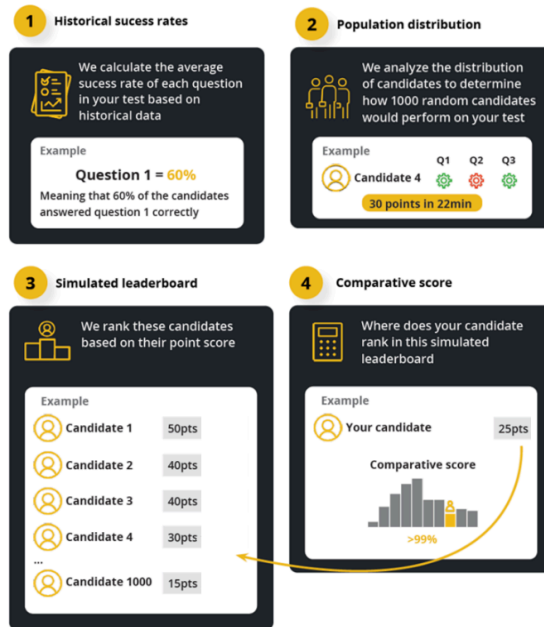 1 Historical sucess rates
We calculate the average
sucess rate of each question
in your test based on
historical data
Example
Question 1 = 60%
Meaning that 60% of the candidates
answered question 1 correctly
2 Population distribution
We analyze the distribution
of candidates to determine
how 1000 random candidates
would perform on your test
Example
Q1 Q2 Q3
Candidate 4
30 points in 22min
3 Simulated leaderboard
We rank these candidates
based on their point score
Example
Candidate 1 50pts
Candidate 2 40pts
Candidate 3 40pts
Candidate 4 30pts
...
Candidate 1000 15pts
4 Comparative score
Where does your candidate
rank in this simulated
leaderboard
Example
Your candidate 25pts
Comparative score
>99%